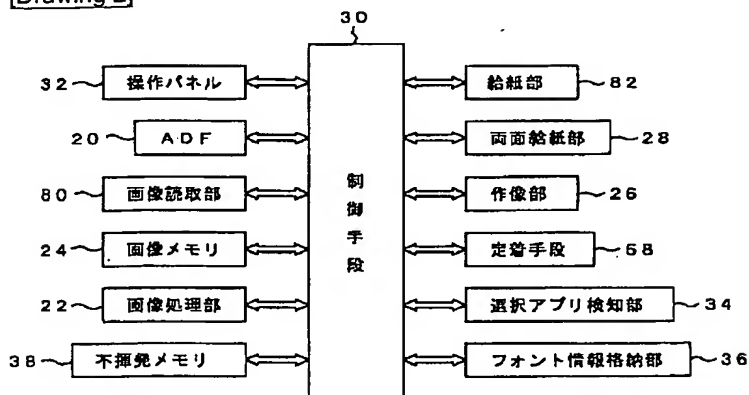 30
32 操作パネル
給紙部 82
20 ADF
両面給紙部 28
80 画像読取部
作像部 26
制御手段
24 画像メモリ
定着手段 68
22 画像処理部
選択アプリ検知部 34
38 不揮発メモリ
フォント情報格納部 36